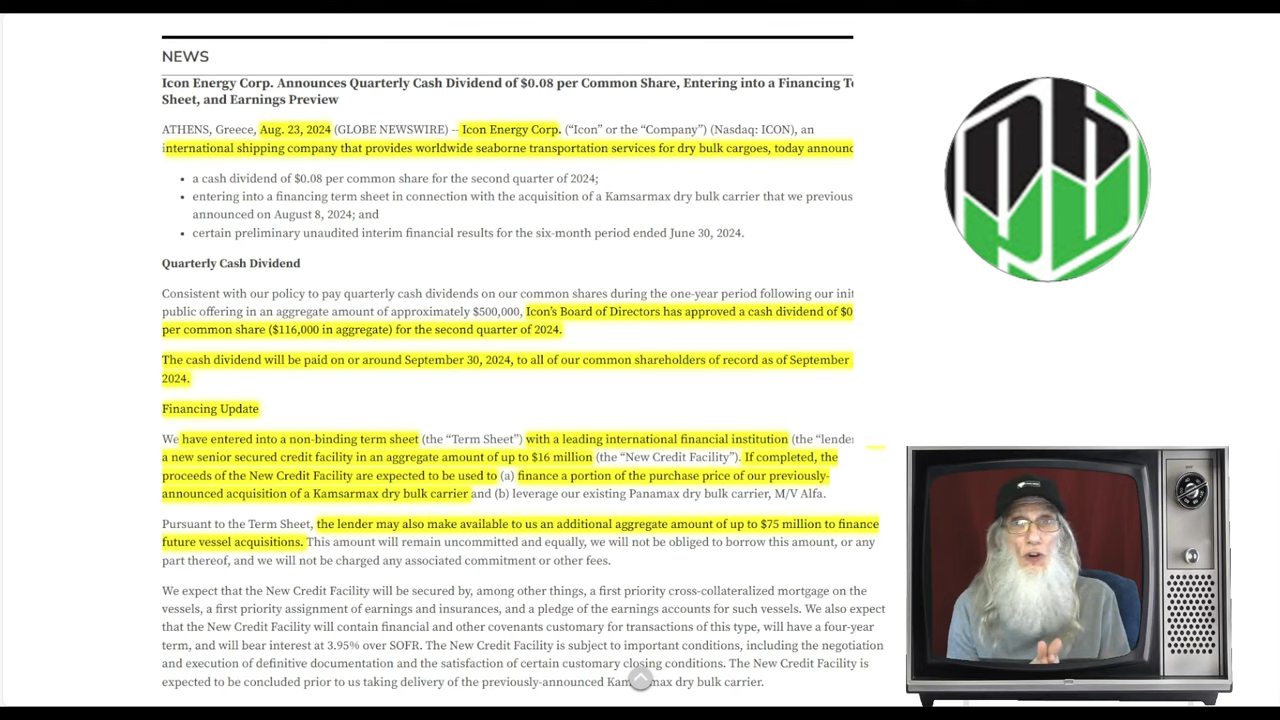 NEWS
Icon Energy Corp. Announces Quarterly Cash Dividend of $0.08 per Common Share, Entering into a Financing
Sheet, and Earnings Preview
ATHENS, Greece, Aug. 23, 2024 (GLOBE NEWSWIRE) -- Icon Energy Corp. (“Icon” or the “Company”) (Nasdaq: ICON), an
international shipping company that provides worldwide seaborne transportation services for dry bulk cargoes, today
• a cash dividend of $0.08 per common share for the second quarter of 2024;
• entering into a financing term sheet in connection with the acquisition of a Kamsarmax dry bulk carrier that we
announced on August 8, 2024; and
• certain preliminary unaudited interim financial results for the six-month period ended June 30, 2024.
Quarterly Cash Dividend
Consistent with our policy to pay quarterly cash dividends on our common shares during the one-year period following our
public offering in an aggregate amount of approximately $500,000, Icon’s Board of Directors has approved a cash dividend of
per common share ($116,000 in aggregate) for the second quarter of 2024.
The cash dividend will be paid on or around September 30, 2024, to all of our common shareholders of record as of September
2024.
Financing Update
We have entered into a non-binding term sheet (the “Term Sheet”) with a leading international financial institution (the
a new senior secured credit facility in an aggregate amount of up to $16 million (the “New Credit Facility”). If completed, the
proceeds of the New Credit Facility are expected to be used to (a) finance a portion of the purchase price of our previously-
announced acquisition of a Kamsarmax dry bulk carrier and (b) leverage our existing Panamax dry bulk carrier, M/V Alfa.
Pursuant to the Term Sheet, the lender may also make available to us an additional aggregate amount of up to $75 million to finance
future vessel acquisitions. This amount will remain uncommitted and equally, we will not be obliged to borrow this amount, or any
part thereof, and we will not be charged any associated commitment or other fees.
We expect that the New Credit Facility will be secured by, among other things, a first priority cross-collateralized mortgage on the
vessels, a first priority assignment of earnings and insurances, and a pledge of the earnings accounts for such vessels. We also expect
that the New Credit Facility will contain financial and other covenants customary for transactions of this type, will have a four-year
term, and will bear interest at 3.95% over SOFR. The New Credit Facility is subject to important conditions, including the negotiation
and execution of definitive documentation and the satisfaction of certain customary closing conditions. The New Credit Facility is
expected to be concluded prior to us taking delivery of the previously-announced dry bulk carrier.